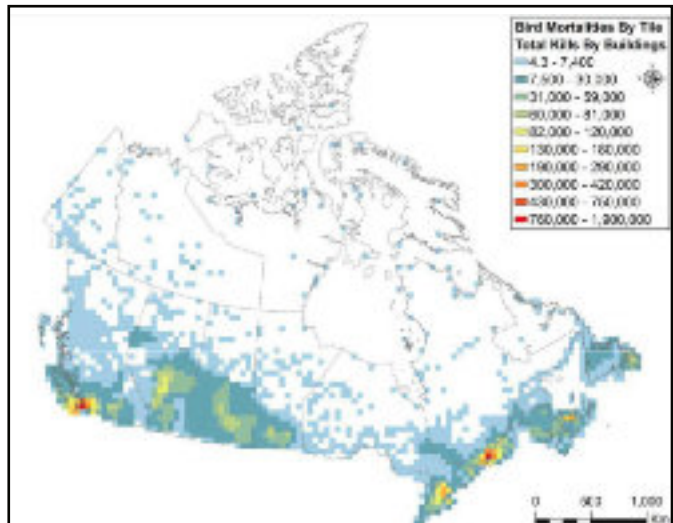 Bird Mortalities By Tile
Total Kills By Buildings
4.3 - 7,400
7,500 - 30,000
31,000 - 59,000
60,000 - 81,000
82,000 - 120,000
130,000 - 180,000
190,000 - 290,000
300,000 - 420,000
430,000 - 750,000
760,000 - 1,900,000
0 500 1,000
Km